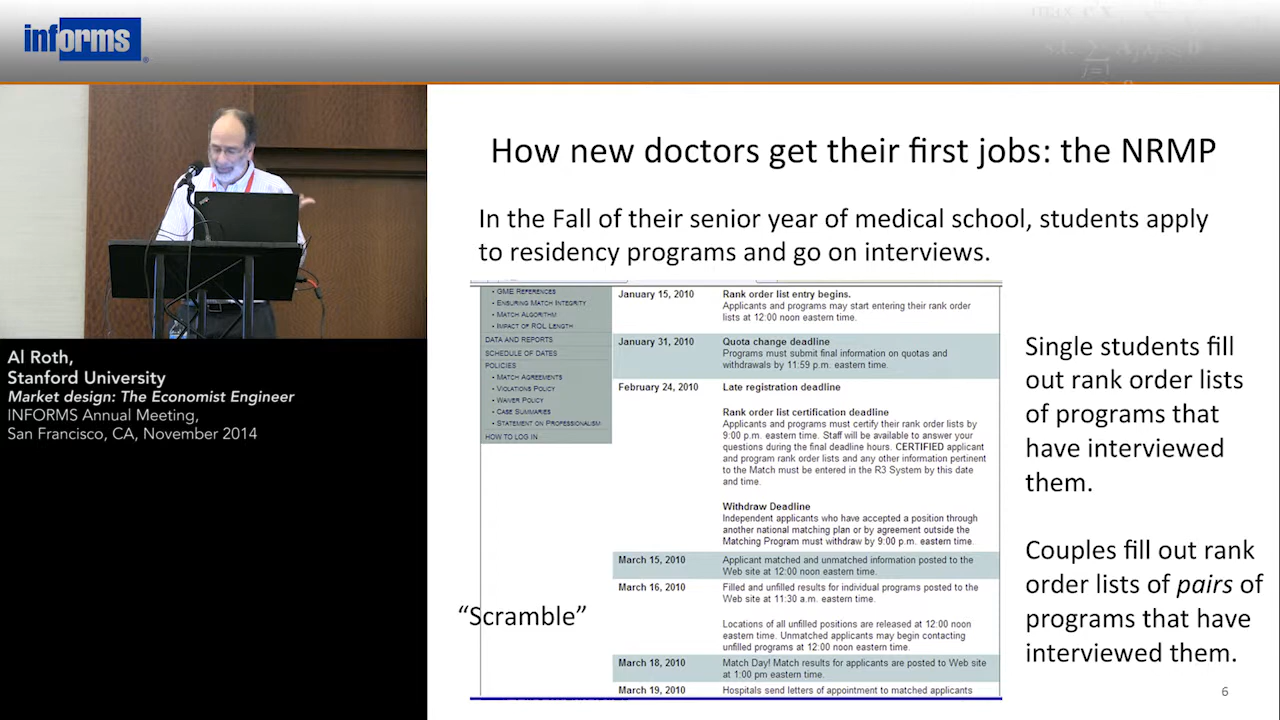 informs
How new doctors get their first jobs: the NRMP
In the Fall of their senior year of medical school, students apply
to residency programs and go on interviews.
• GME References
• Ensuring Match Integrity
• Match Algorithm
• Impact of ROL Length
Data and Reports
Schedule of Dates
Policies
• Match Agreements
• Violations Policy
• Waiver Policy
• Case Summaries
• Statement on Professionalism
How to Log In
January 15, 2010
Rank order list entry begins.
Applicants and programs may start entering their rank order
lists at 12:00 noon eastern time.
January 31, 2010
Quota change deadline
Programs must submit final information on quotas and
withdrawals by 11:59 p.m. eastern time.
February 24, 2010
Late registration deadline
Rank order list certification deadline
Applicants and programs must certify their rank order lists by
9:00 p.m. eastern time. Staff will be available to answer your
questions during the final deadline hours. CERTIFIED applicant
and program rank order lists and any other information pertinent
to the Match must be entered in the R3 System by this date
and time.
Withdraw Deadline
Independent applicants who have accepted a position through
another national matching plan or by agreement outside the
Matching Program must withdraw by 9:00 p.m. eastern time.
March 15, 2010
Applicant matched and unmatched information posted to the
Web site at 12:00 noon eastern time.
March 16, 2010
Filled and unfilled results for individual programs posted to the
Web site at 11:30 a.m. eastern time.
Locations of all unfilled positions are released at 12:00 noon
eastern time. Unmatched applicants may begin contacting
unfilled programs at 12:00 noon eastern time.
March 18, 2010
Match Day! Match results for applicants are posted to Web site
at 1:00 pm eastern time.
March 19, 2010
Hospitals send letters of appointment to matched applicants
“Scramble”
Single students fill
out rank order lists
of programs that
have interviewed
them.
Couples fill out rank
order lists of pairs of
programs that have
interviewed them.
6
Al Roth,
Stanford University
Market design: The Economist Engineer
INFORMS Annual Meeting,
San Francisco, CA, November 2014